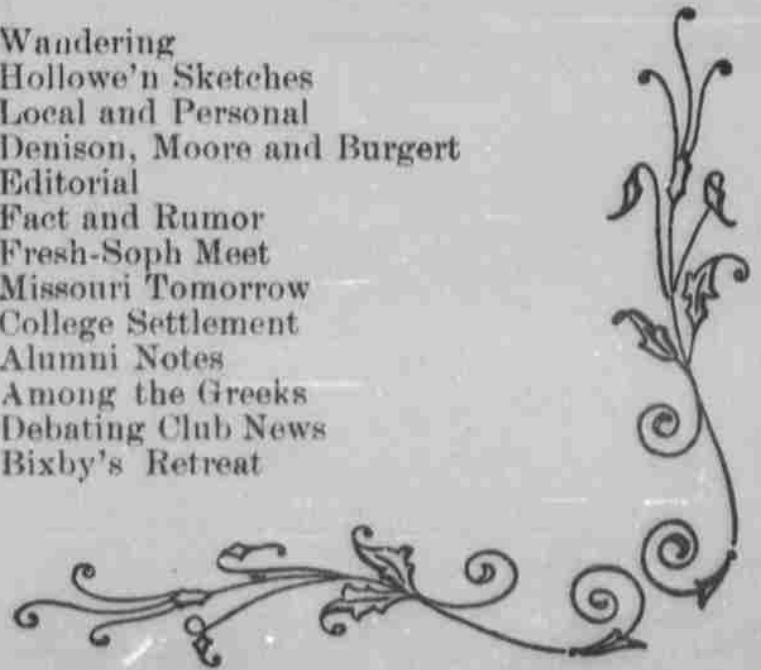 Wandering
Hollowe'n Sketches
Local and Personal
Denison, Moore and Burgert
Editorial
Fact and Rumor
Fresh-Soph Meet
Missouri Tomorrow
College Settlement
Alumni Notes
Among the Greeks
Debating Club News
Bixby's Retreat